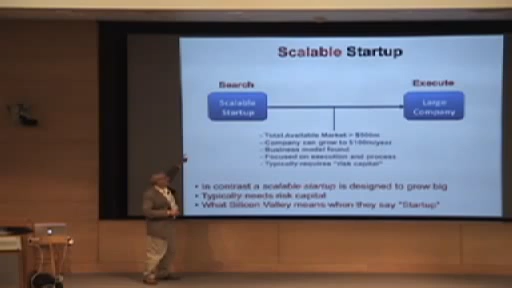 Scalable Startup
Search
Execute
Scalable
Startup
Large
Company
- Total Available Market > $500m
- Company can grow to $100m/year
- Business model found
- Focused on execution and process
- Typically requires "risk capital"
• In contrast a scalable startup is designed to grow big
• Typically needs risk capital
• What Silicon Valley means when they say "Startup"